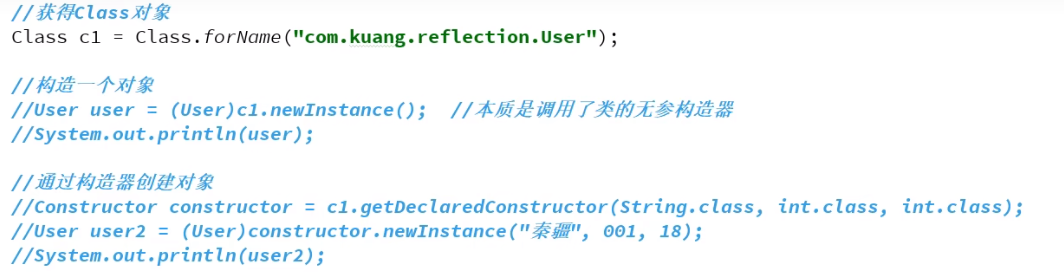 //获得Class对象
Class c1 = Class.forName("com.kuang.reflection.User");
//构造一个对象
//User user = (User)c1.newInstance();  //本质是调用了类的无参构造器
//System.out.println(user);
//通过构造器创建对象
//Constructor constructor = c1.getDeclaredConstructor(String.class, int.class, int.class);
//User user2 = (User)constructor.newInstance("秦疆", 001, 18);
//System.out.println(user2);